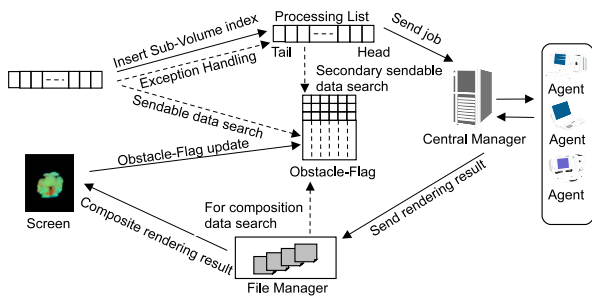 Processing List
Insert Sub-Volume index
Send job
Tail
Head
Exception Handling
Secondary sendable
data search
Agent
Sendable data search
Central Manager
Agent
Obstacle-Flag update
Obstacle-Flag
Agent
Screen
For composition
data search
Send rendering result
Composite rendering result
File Manager